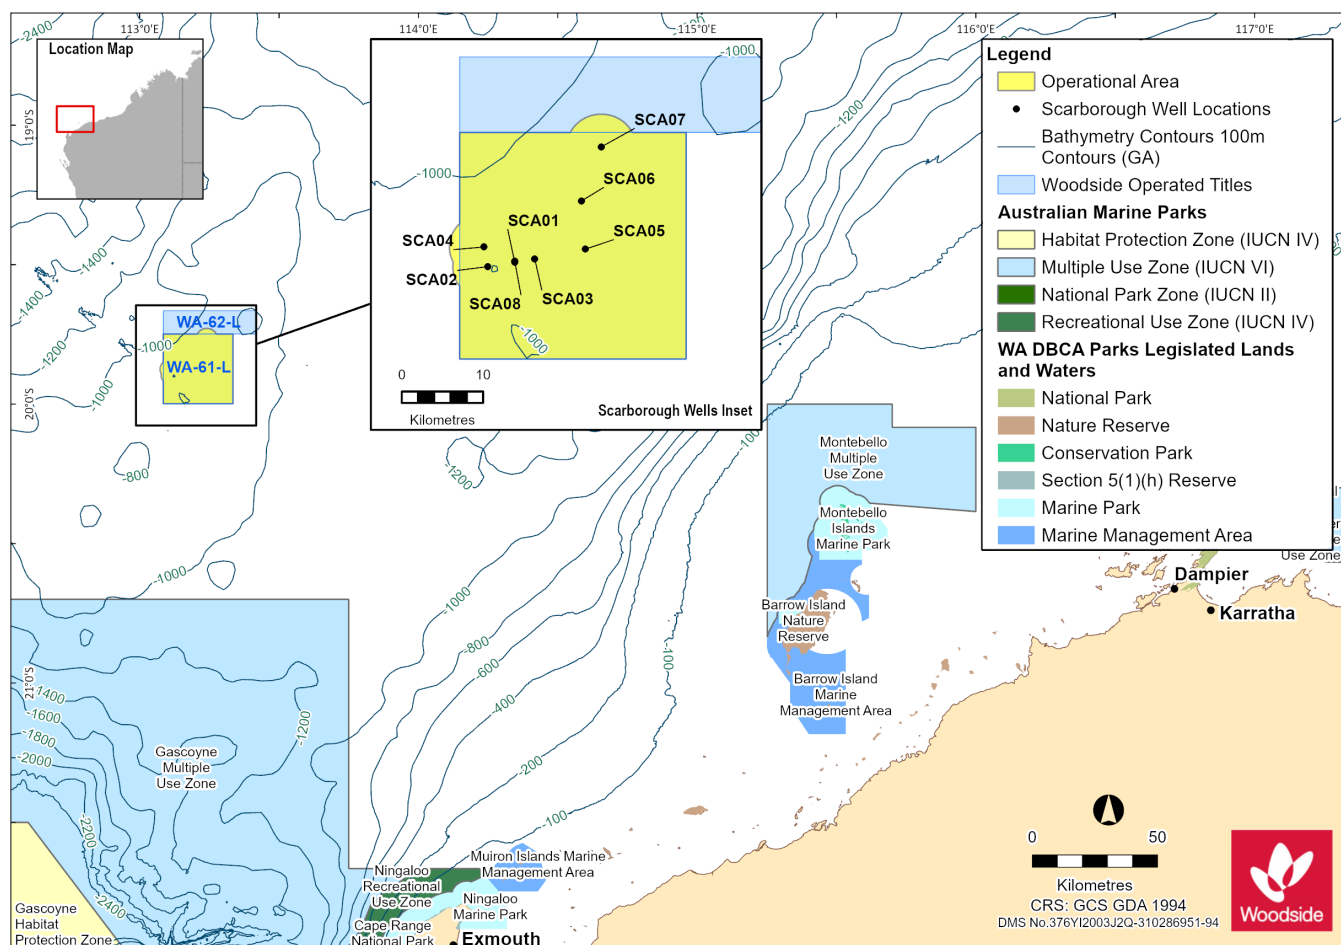 113°0'E
114°0'E
115°0'E
116°0'E
117°0'E
-2400
Location Map
19°0'S
-1400
-1400
-1200
-1000
WA-62-L
-1000
WA-61-L
20°0'S
-800
-1000
-1000
-1000
SCA07
SCA06
SCA01
SCA05
SCA04
SCA02
SCA08
SCA03
-1000
0 10
Kilometres
Scarborough Wells Inset
-1200
-1200
-100
Legend
Operational Area
Scarborough Well Locations
Bathymetry Contours 100m
Contours (GA)
Woodside Operated Titles
Australian Marine Parks
Habitat Protection Zone (IUCN IV)
Multiple Use Zone (IUCN VI)
National Park Zone (IUCN II)
Recreational Use Zone (IUCN IV)
WA DBCA Parks Legislated Lands
and Waters
National Park
Nature Reserve
Conservation Park
Section 5(1)(h) Reserve
Marine Park
Marine Management Area
Use Zone
Montebello
Multiple
Use Zone
Montebello
Islands
Marine Park
Barrow Island
Nature
Reserve
Barrow Island
Marine
Management Area
Dampier
Karratha
-1000
-800
-600
-400
-200
-100
-100
21°0'S
-1400
-1600
-1800
-2000
-2200
-2400
-1200
Gascoyne
Multiple
Use Zone
Gascoyne
Habitat
Protection Zone
Ningaloo
Recreational
Use Zone
Cape Range
National Park
Muiron Islands Marine
Management Area
Ningaloo
Marine Park
Exmouth
0 50
Kilometres
CRS: GCS GDA 1994
DMS No.376YI2003J2Q-310286951-94
Woodside